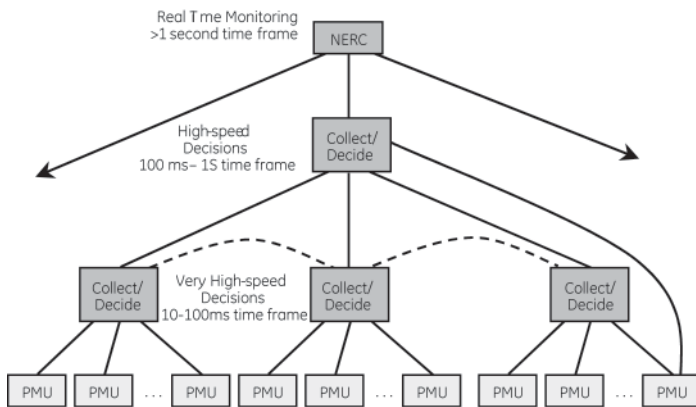 Real Tme Monitoring
>1 second time frame
NERC
High-speed
Decisions
100 ms– 1S time frame
Collect/
Decide
Collect/
Decide
Very High-speed
Decisions
10-100ms time frame
Collect/
Decide
Collect/
Decide
PMU PMU ... PMU PMU PMU ... PMU PMU PMU ... PMU